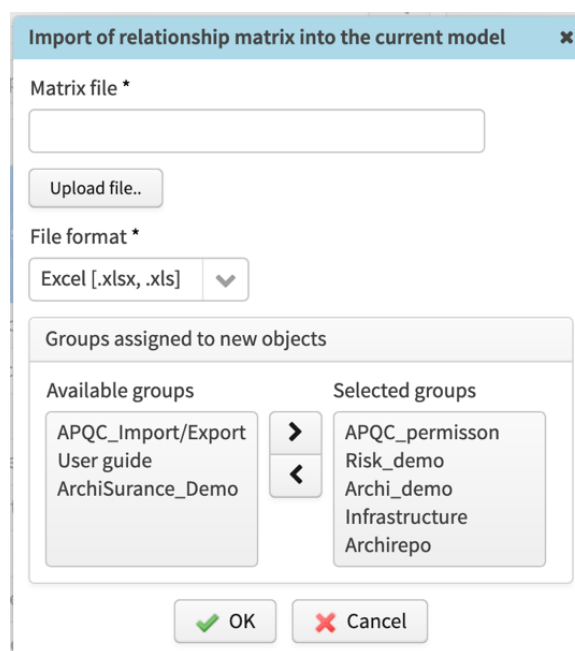 Import of relationship matrix into the current model
Matrix file *
Upload file..
File format *
Excel [.xlsx, .xls]
Groups assigned to new objects
Available groups
APQC_Import/Export
User guide
ArchiSurance_Demo
Selected groups
APQC_permisson
Risk_demo
Archi_demo
Infrastructure
Archirepo
OK
Cancel